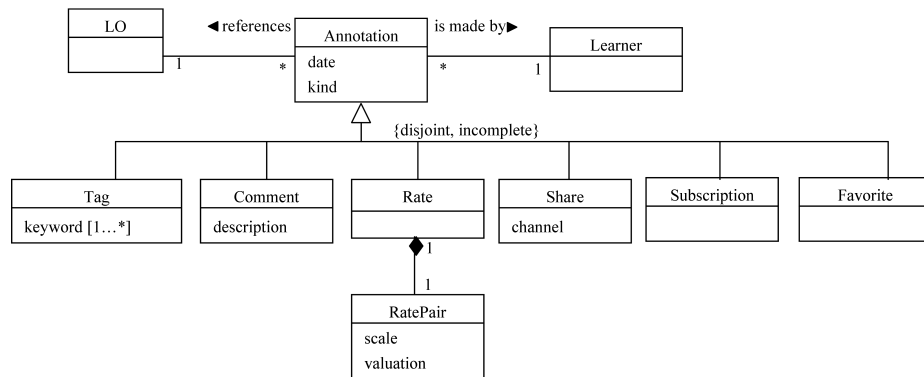 LO
◄ references
Annotation
is made by►
Learner
date
kind
1
*
*
1
{disjoint, incomplete}
Tag
Comment
Rate
Share
Subscription
Favorite
keyword [1…*]
description
channel
1
1
RatePair
scale
valuation